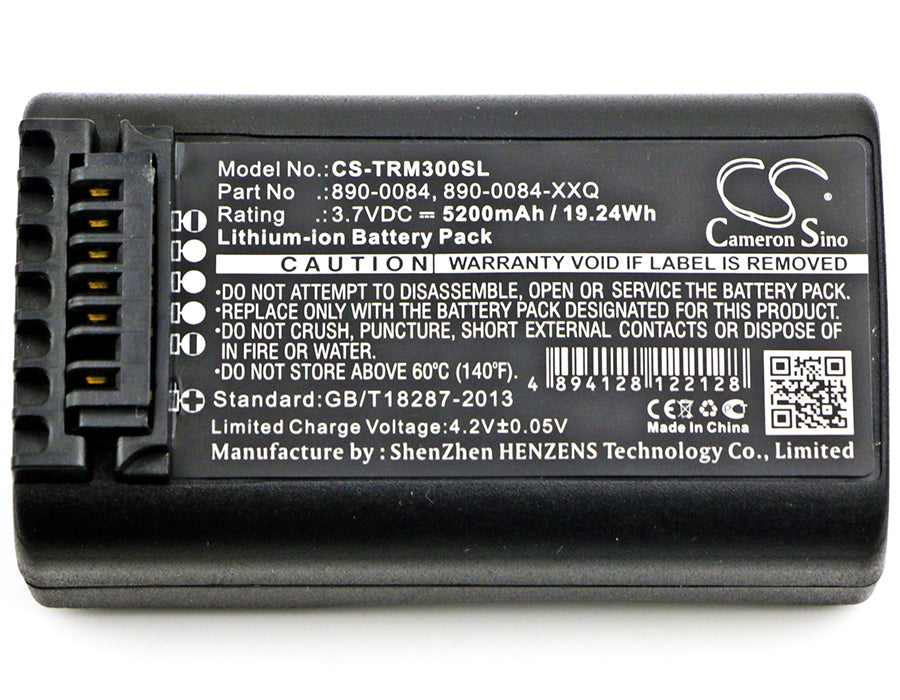 Model No.:CS-TRM300SL
Part No .:890-0084, 890-0084-XXQ
Rating .:3.7VDC ⎓ 5200mAh / 19.24Wh
Lithium-ion Battery Pack
CS
Cameron Sino
CAUTION WARRANTY VOID IF LABEL IS REMOVED
•DO NOT ATTEMPT TO DISASSEMBLE, OPEN OR SERVICE THE BATTERY PACK.
•REPLACE ONLY WITH THE BATTERY PACK DESIGNATED FOR THIS PRODUCT.
•DO NOT CRUSH, PUNCTURE, SHORT EXTERNAL CONTACTS OR DISPOSE OF
IN FIRE OR WATER.
•DO NOT STORE ABOVE 60℃ (140℉).
4 894128 122128
Standard:GB/T18287-2013
CE
Limited Charge Voltage:4.2V±0.05V
Made In China
Manufacture by : ShenZhen HENZENS Technology Co., Limited